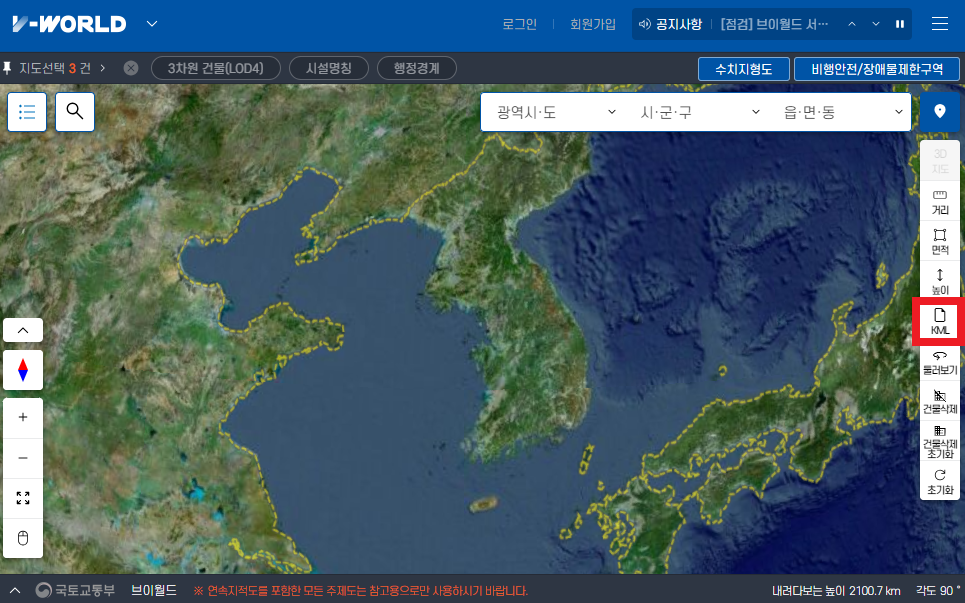 V-WORLD
로그인 회원가입 공지사항 [점검] 브이월드 서···
지도선택 3 건 3차원 건물(LOD4) 시설명칭 행정경계 수치지형도 비행안전/장애물제한구역
광역시·도 시·군·구 읍·면·동
3D
지도
거리
면적
높이
KML
둘러보기
건물삭제
건물삭제
초기화
초기화
국토교통부 브이월드 ※ 연속지적도를 포함한 모든 주제도는 참고용으로만 사용하시기 바랍니다. 내려다보는 높이 2100.7 km 각도 90 °